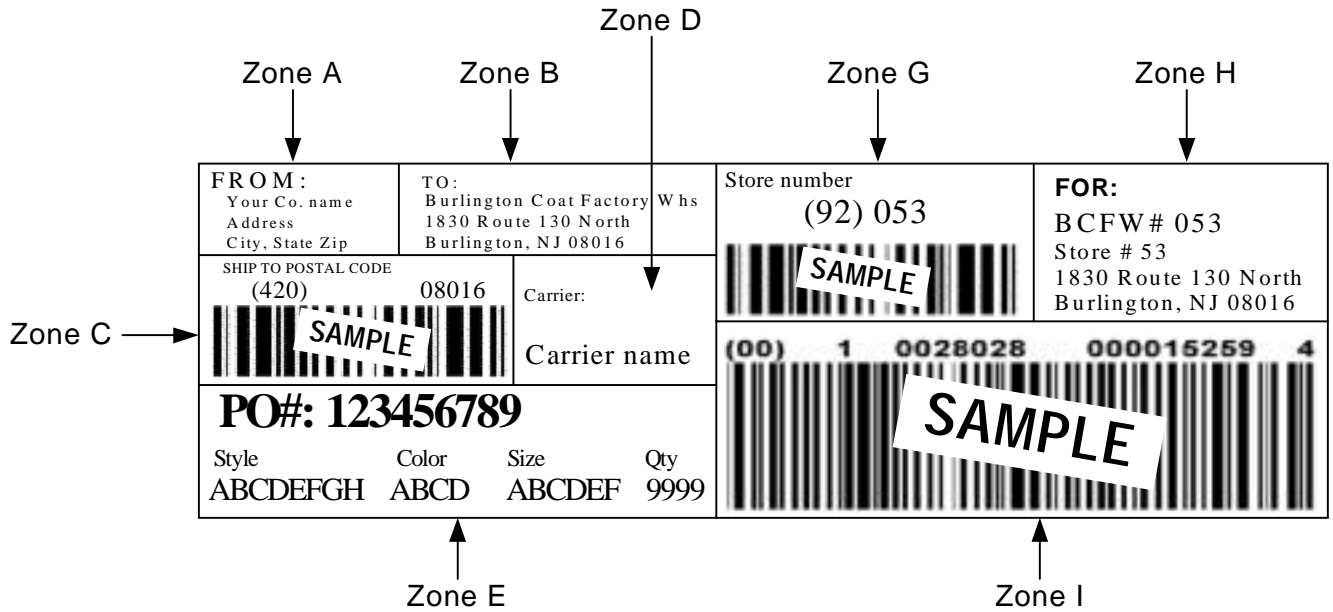 Zone D
Zone A
Zone B
Zone G
Zone H
FROM:
Your Co. name
Address
City, State Zip
TO:
Burlington Coat Factory Whs
1830 Route 130 North
Burlington, NJ 08016
Store number
(92) 053
SAMPLE
FOR:
BCFW# 053
Store # 53
1830 Route 130 North
Burlington, NJ 08016
Zone C
SHIP TO POSTAL CODE
(420) 08016
SAMPLE
Carrier:
Carrier name
(00) 1 0028028 000015259 4
SAMPLE
PO#: 123456789
Style Color Size Qty
ABCDEFGH ABCD ABCDEF 9999
Zone E
Zone I